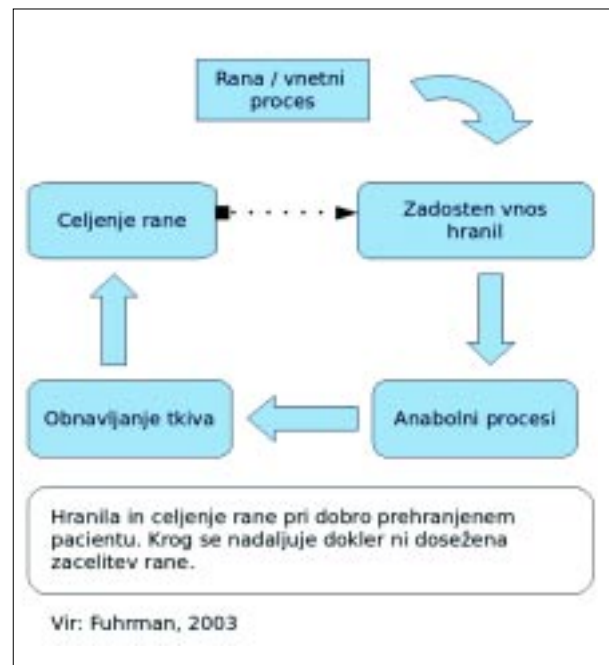 Rana / vnetni
proces
Celjenje rane
Zadosten vnos
hranil
Obnavljanje tkiva
Anabolni procesi
Hranila in celjenje rane pri dobro prehranjenem
pacientu. Krog se nadaljuje dokler ni dosežena
zacelitev rane.
Vir: Fuhrman, 2003